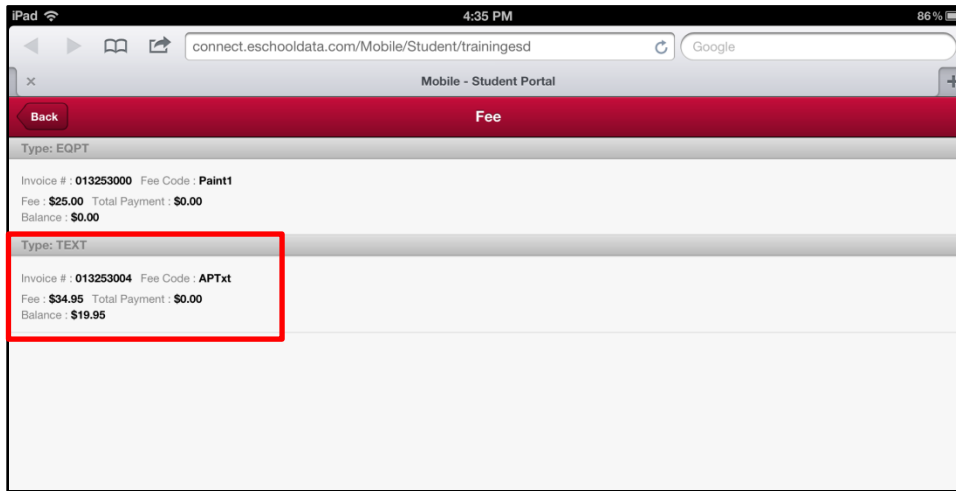 iPad 4:35 PM 86%
connect.eschooldata.com/Mobile/Student/trainingesd Google
Mobile - Student Portal
Back Fee
Type: EQPT
Invoice # : 013253000 Fee Code : Paint1
Fee : $25.00 Total Payment : $0.00
Balance : $0.00
Type: TEXT
Invoice # : 013253004 Fee Code : APTxt
Fee : $34.95 Total Payment : $0.00
Balance : $19.95